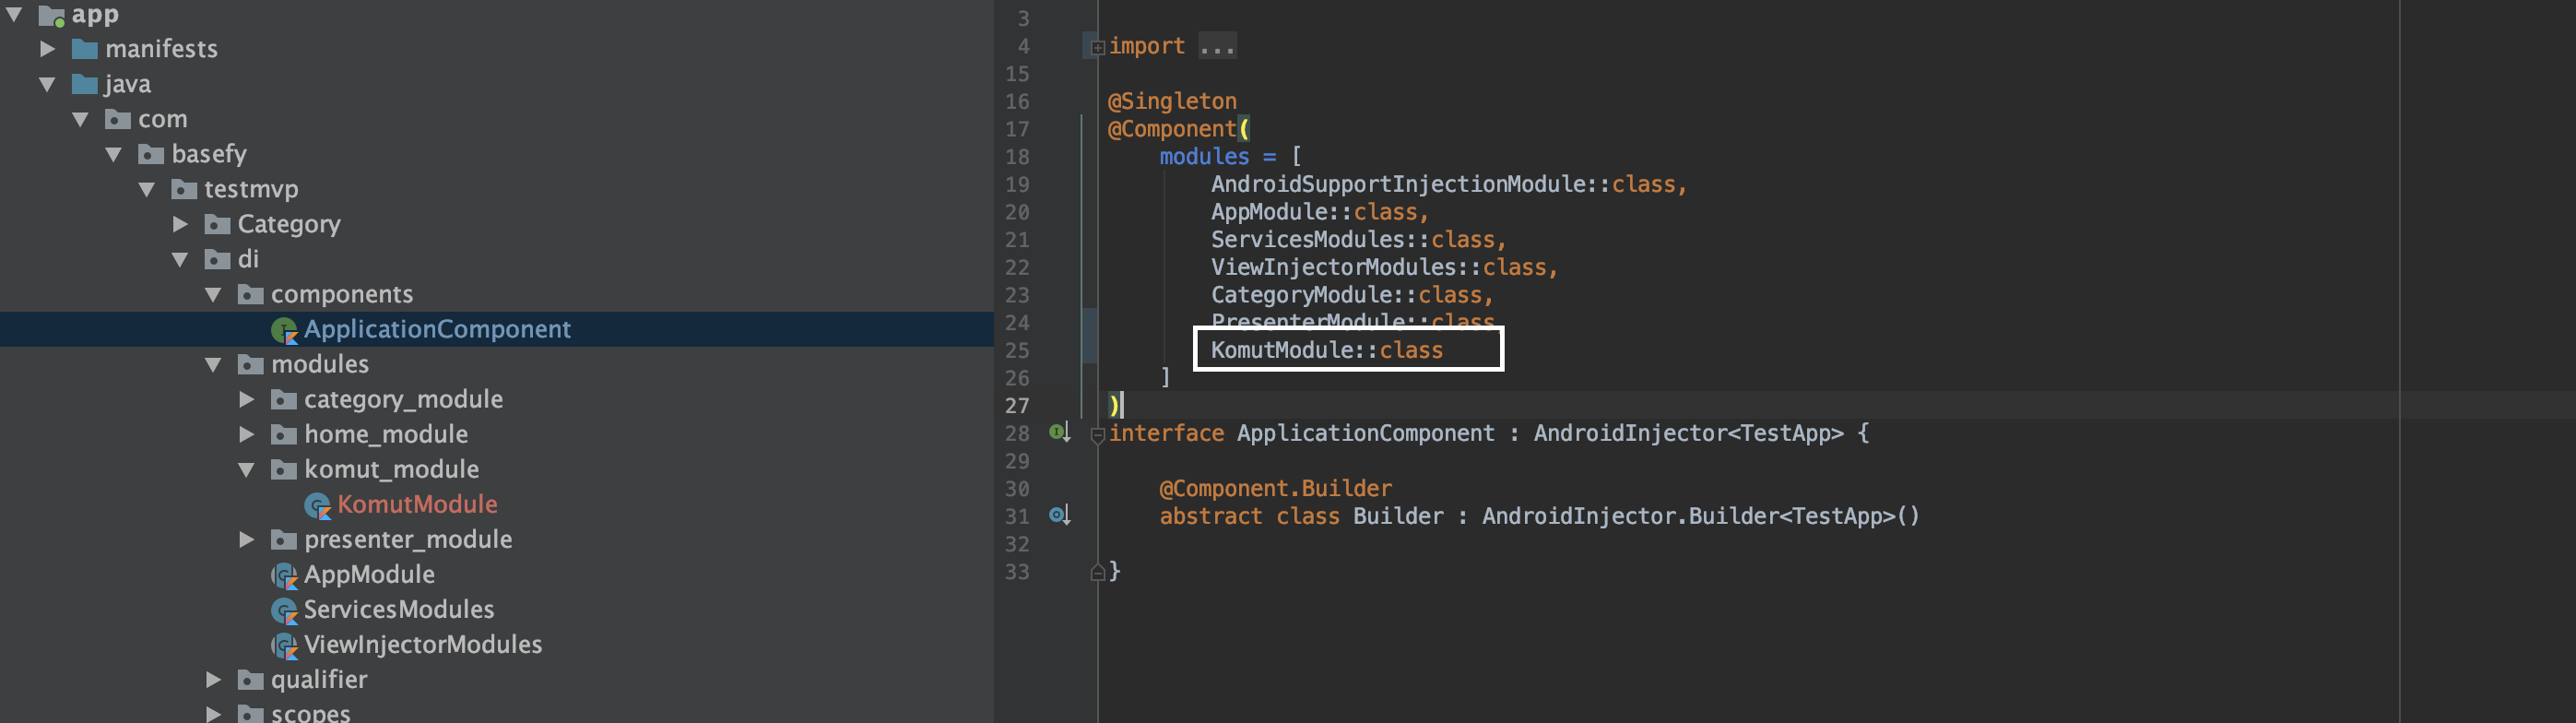 app
manifests
java
com
basefy
testmvp
Category
di
components
ApplicationComponent
modules
category_module
home_module
komut_module
KomutModule
presenter_module
AppModule
ServicesModules
ViewInjectorModules
qualifier
scopes
3
4 import ...
15
16 @Singleton
17 @Component(
18 modules = [
19 AndroidSupportInjectionModule::class,
20 AppModule::class,
21 ServicesModules::class,
22 ViewInjectorModules::class,
23 CategoryModule::class,
24 PresenterModule::class
25 KomutModule::class
26 ]
27 )
28 interface ApplicationComponent : AndroidInjector<TestApp> {
29
30 @Component.Builder
31 abstract class Builder : AndroidInjector.Builder<TestApp>()
32
33 }